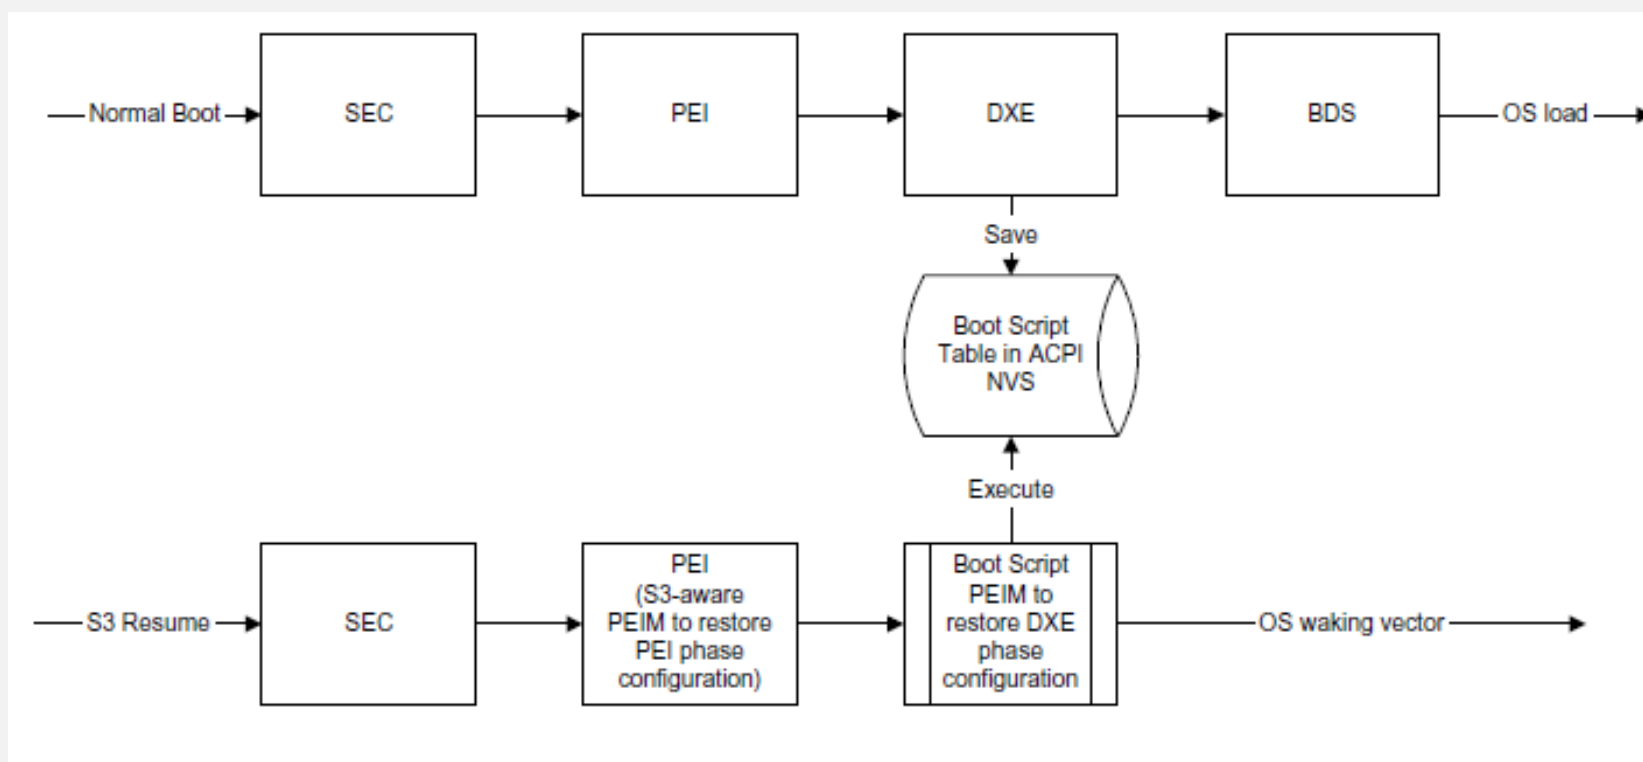 Normal Boot
SEC
PEI
DXE
BDS
OS load
Save
Boot Script
Table in ACPI
NVS
Execute
S3 Resume
SEC
PEI
(S3-aware
PEIM to restore
PEI phase
configuration)
Boot Script
PEIM to
restore DXE
phase
configuration
OS waking vector